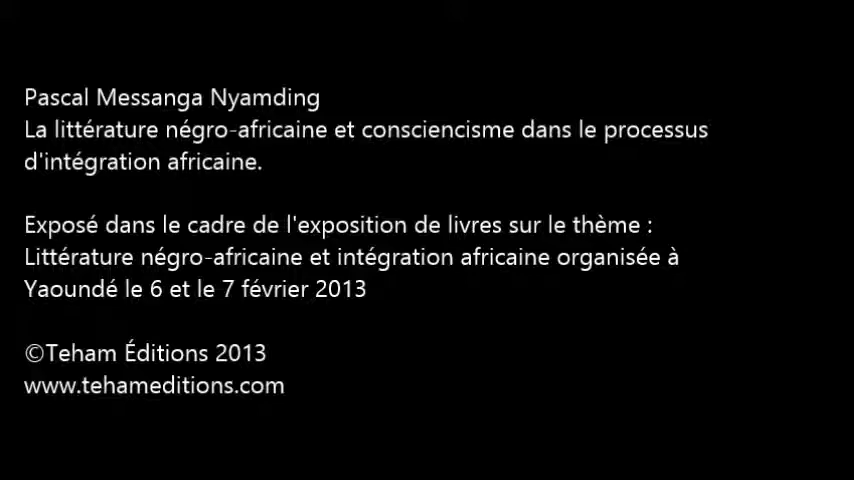 Pascal Messanga Nyamding
La littérature négro-africaine et consciencisme dans le processus
d'intégration africaine.
Exposé dans le cadre de l'exposition de livres sur le thème :
Littérature négro-africaine et intégration africaine organisée à
Yaoundé le 6 et le 7 février 2013
©Teham Éditions 2013
www.tehameditions.com